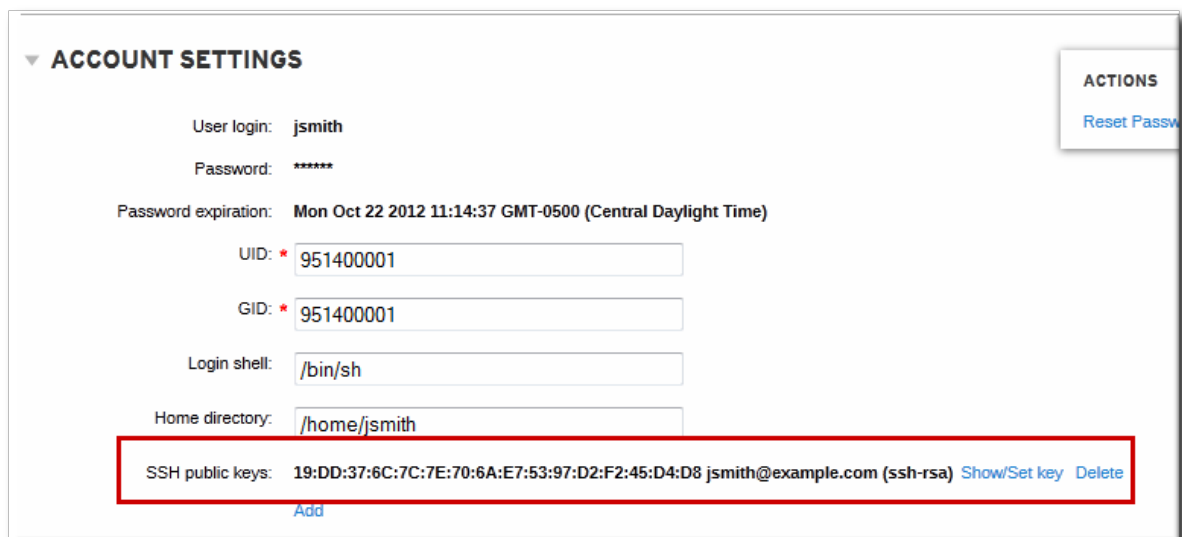 ACCOUNT SETTINGS
ACTIONS
Reset Passw
User login: jsmith
Password: ******
Password expiration: Mon Oct 22 2012 11:14:37 GMT-0500 (Central Daylight Time)
UID: * 951400001
GID: * 951400001
Login shell: /bin/sh
Home directory: /home/jsmith
SSH public keys: 19:DD:37:6C:7C:7E:70:6A:E7:53:97:D2:F2:45:D4:D8 jsmith@example.com (ssh-rsa) Show/Set key Delete
Add